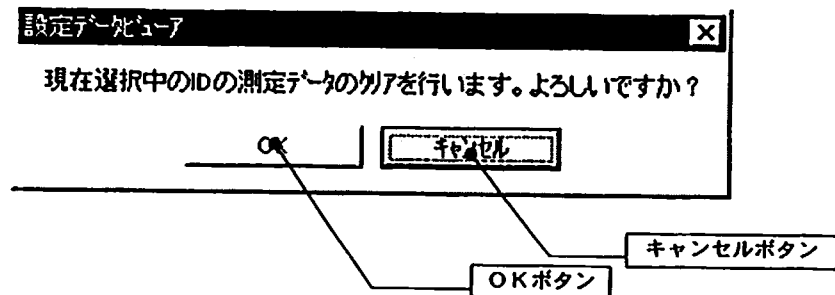 設定ﾃﾞｰﾀﾋﾞｭｰｱ
現在選択中のIDの測定ﾃﾞｰﾀのｸﾘｱを行います。よろしいですか？
OK
ｷｬﾝｾﾙ
キャンセルボタン
ＯＫボタン